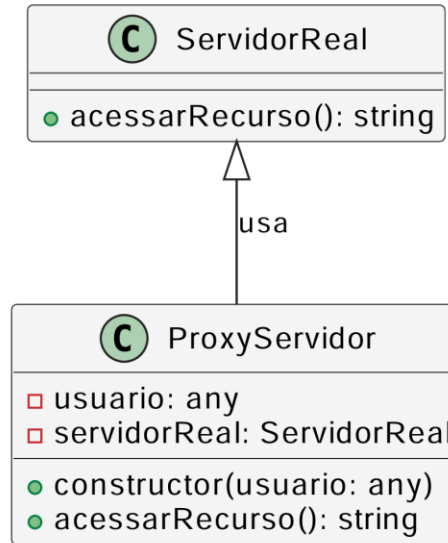 C ServidorReal
acessarRecurso(): string
usa
C ProxyServidor
usuario: any
servidorReal: ServidorReal
constructor(usuario: any)
acessarRecurso(): string